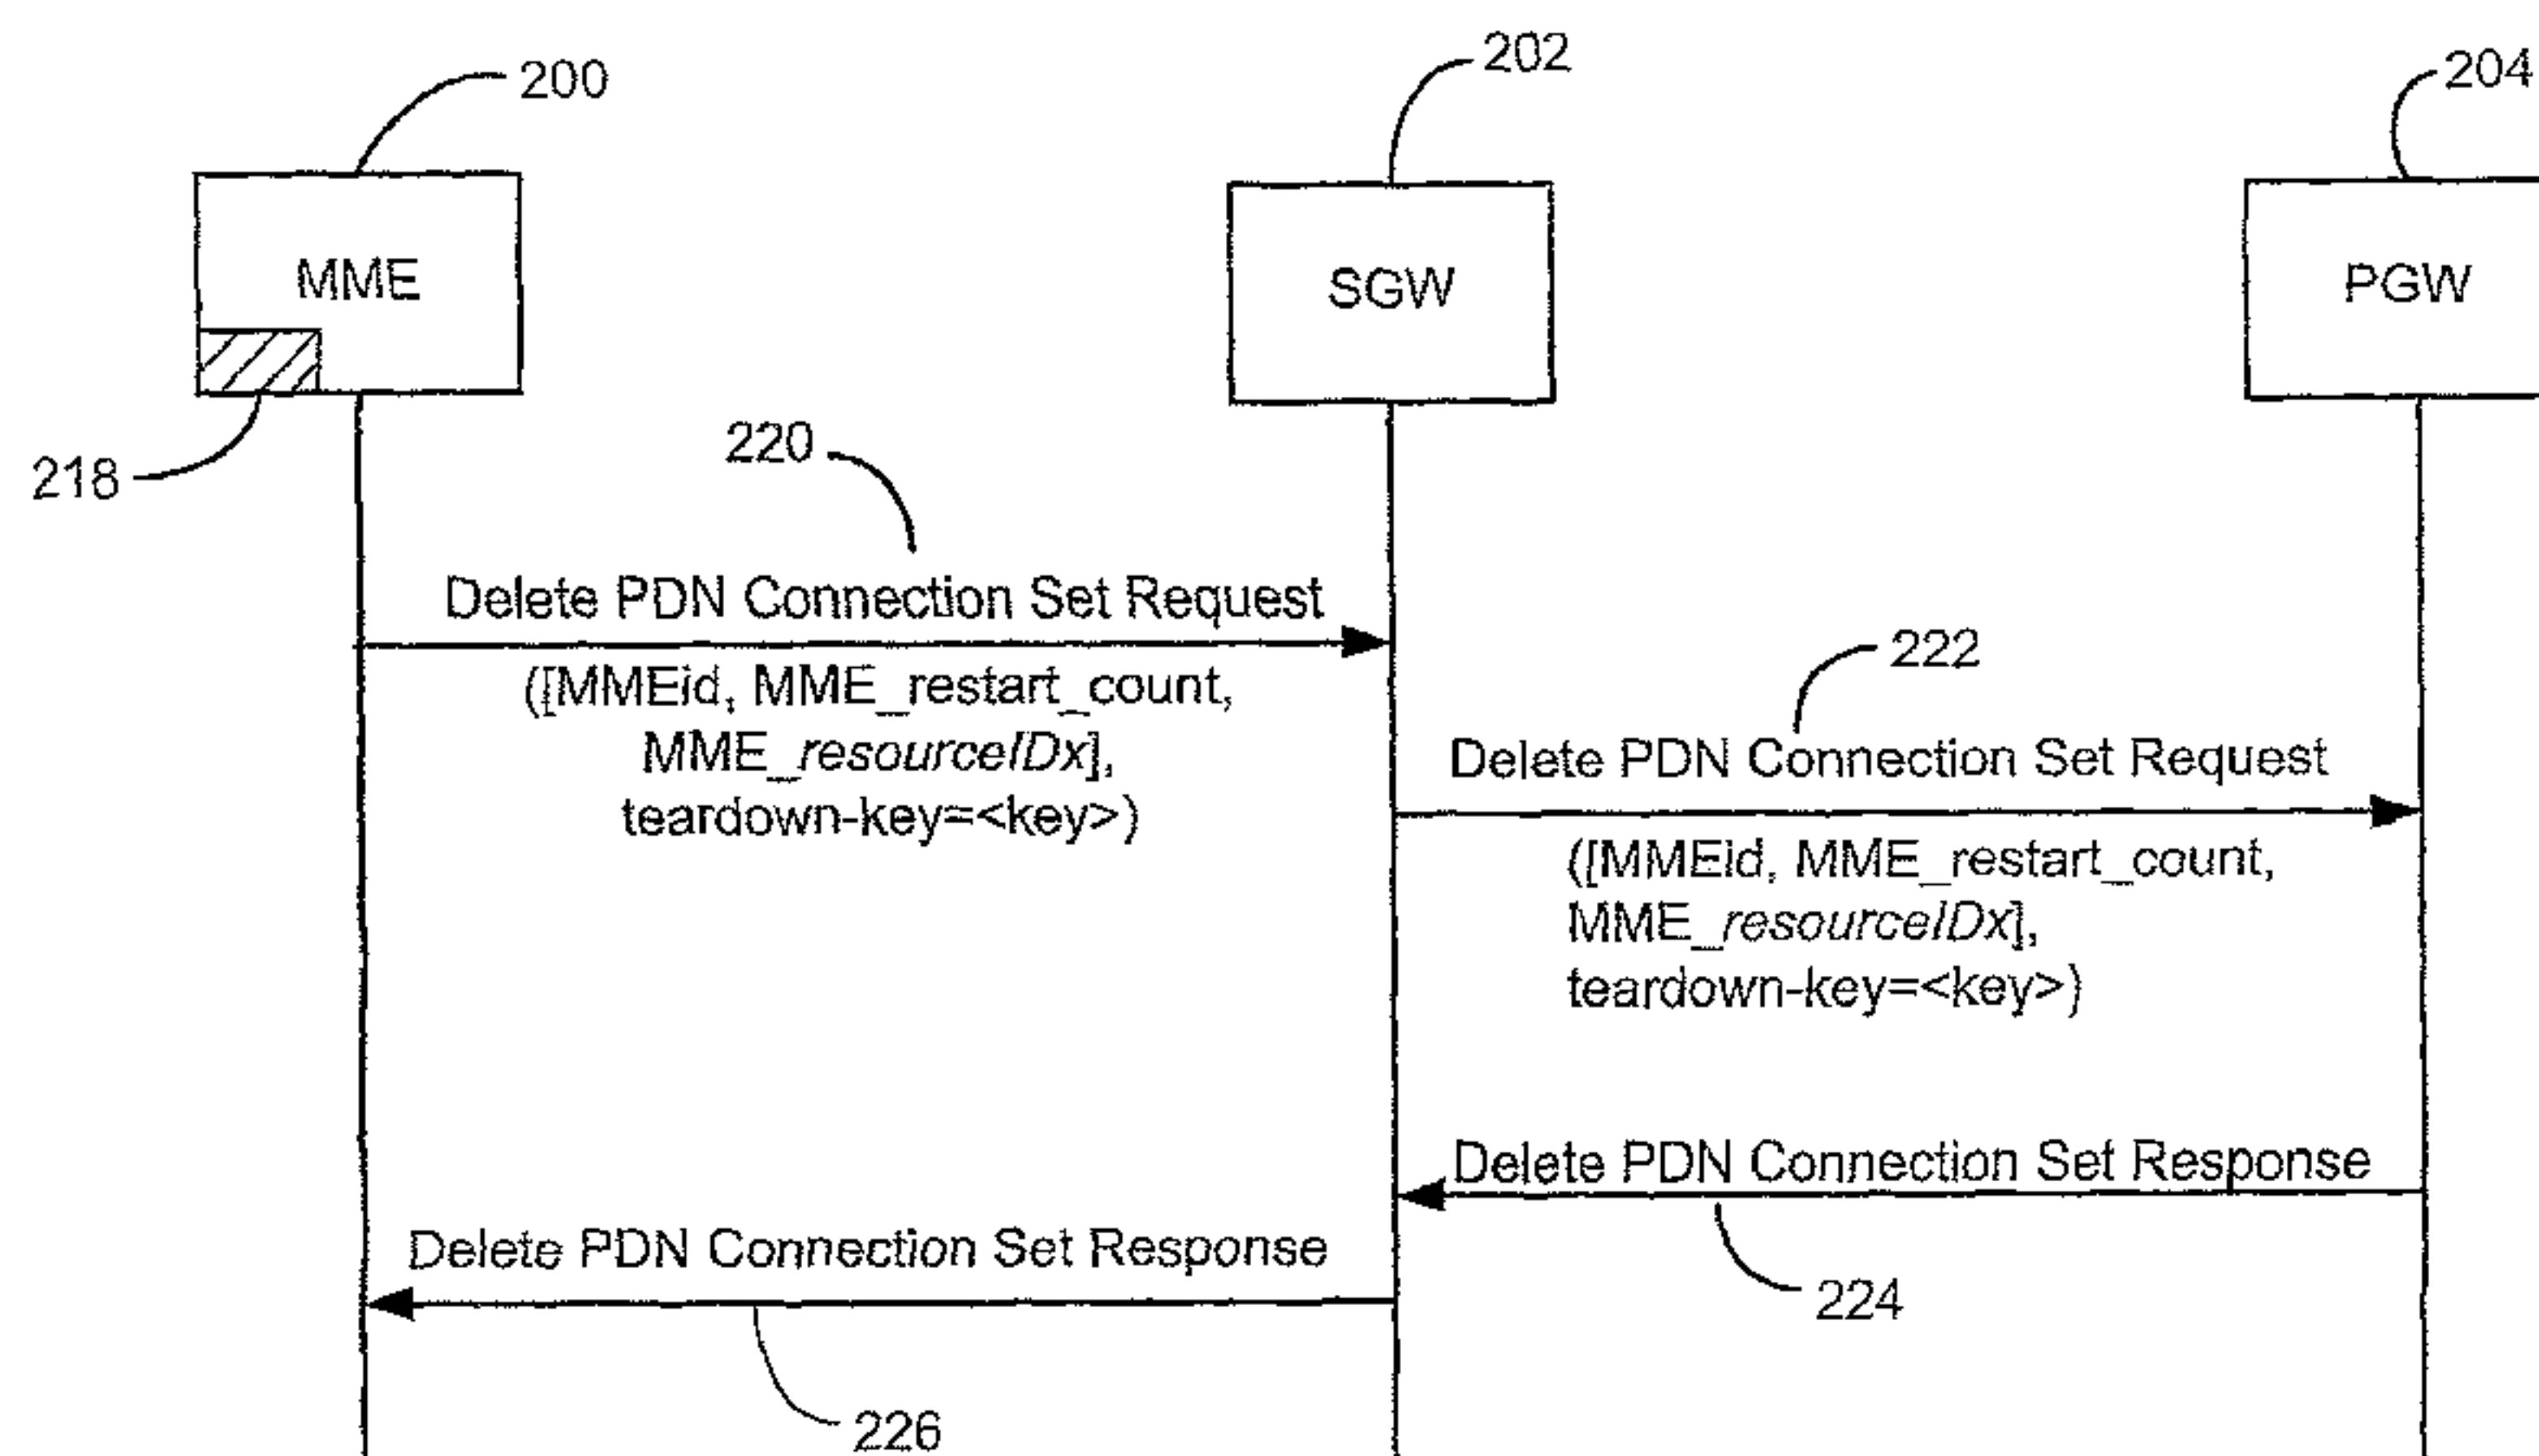 200
202
204
MME
SGW
PGW
218
220
Delete PDN Connection Set Request
([MMEid, MME_restart_count,
MME_resourceIDx],
teardown-key=<key>)
222
Delete PDN Connection Set Request
([MMEid, MME_restart_count,
MME_resourceIDx],
teardown-key=<key>)
Delete PDN Connection Set Response
224
Delete PDN Connection Set Response
226